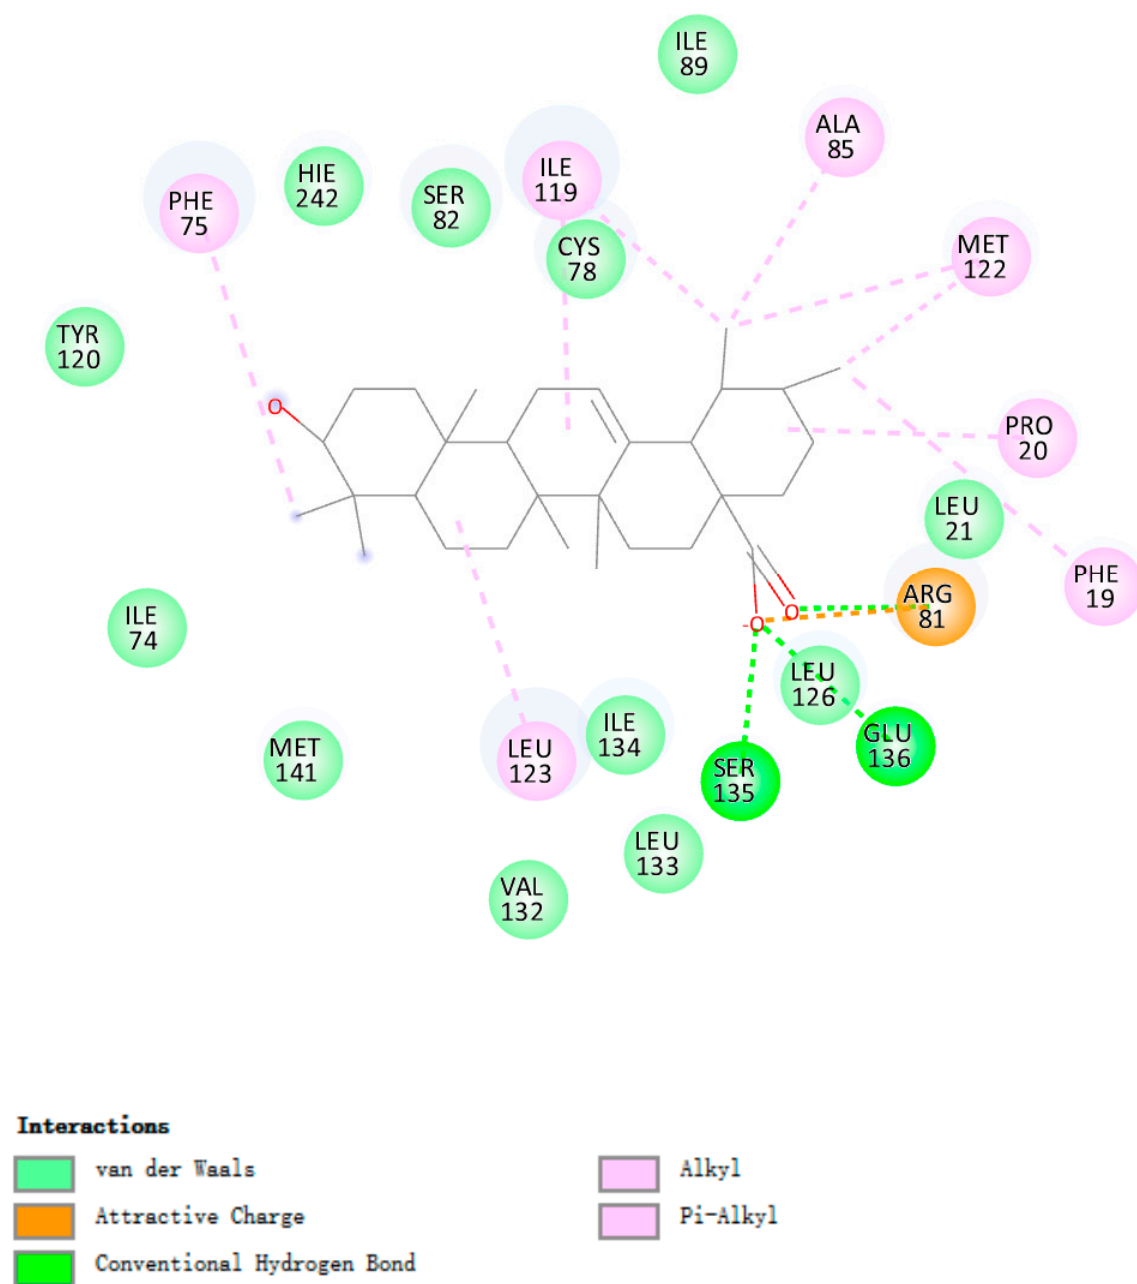 ILE
89
ALA
85
HIE
242
ILE
119
PHE
75
SER
82
CYS
78
MET
122
TYR
120
O
PRO
20
LEU
21
PHE
19
ARG
81
O
-O
ILE
74
LEU
126
ILE
134
GLU
136
MET
141
LEU
123
SER
135
LEU
133
VAL
132
Interactions
van der Waals
Attractive Charge
Conventional Hydrogen Bond
Alkyl
Pi-Alkyl